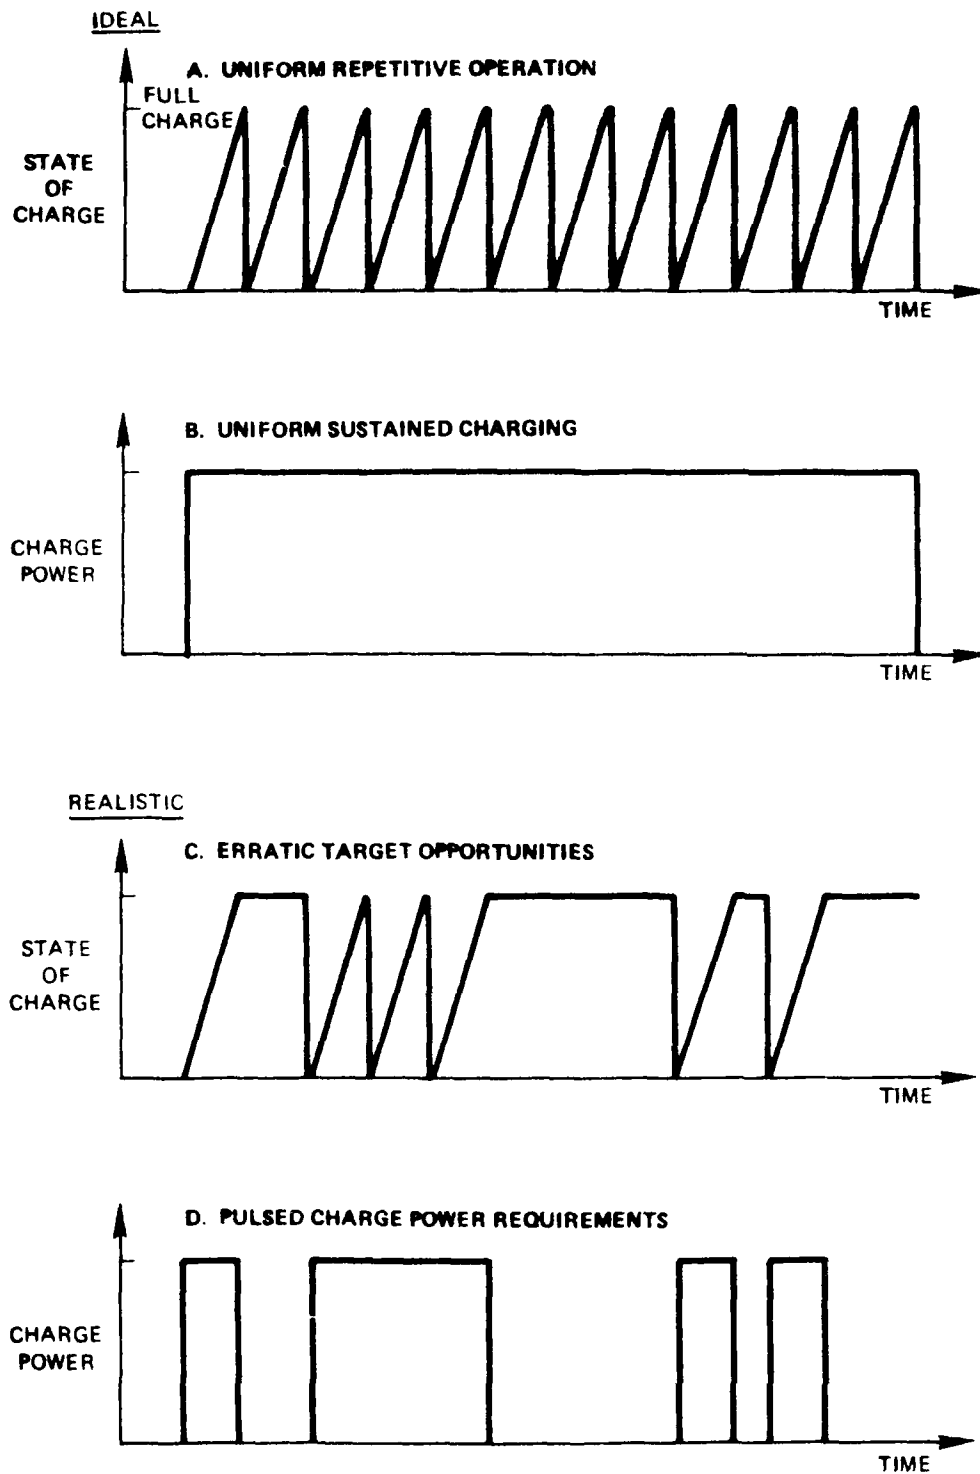 IDEAL
A. UNIFORM REPETITIVE OPERATION
FULL
CHARGE
STATE
OF
CHARGE
TIME
B. UNIFORM SUSTAINED CHARGING
CHARGE
POWER
TIME
REALISTIC
C. ERRATIC TARGET OPPORTUNITIES
STATE
OF
CHARGE
TIME
D. PULSED CHARGE POWER REQUIREMENTS
CHARGE
POWER
TIME